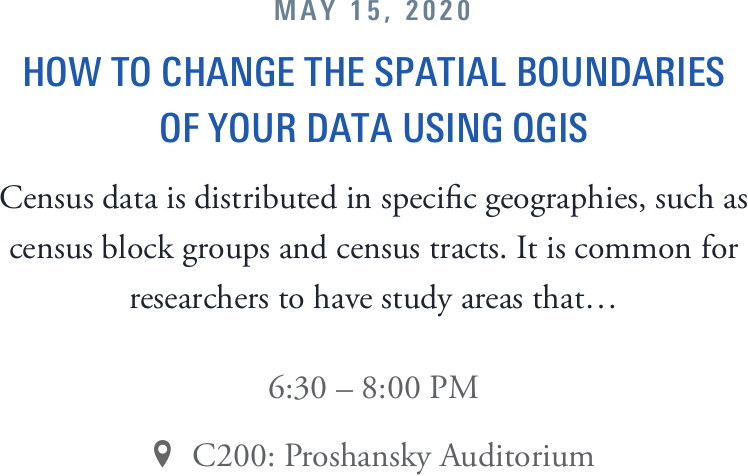 MAY 15, 2020
HOW TO CHANGE THE SPATIAL BOUNDARIES
OF YOUR DATA USING QGIS
Census data is distributed in specific geographies, such as
census block groups and census tracts. It is common for
researchers to have study areas that…
6:30 – 8:00 PM
C200: Proshansky Auditorium